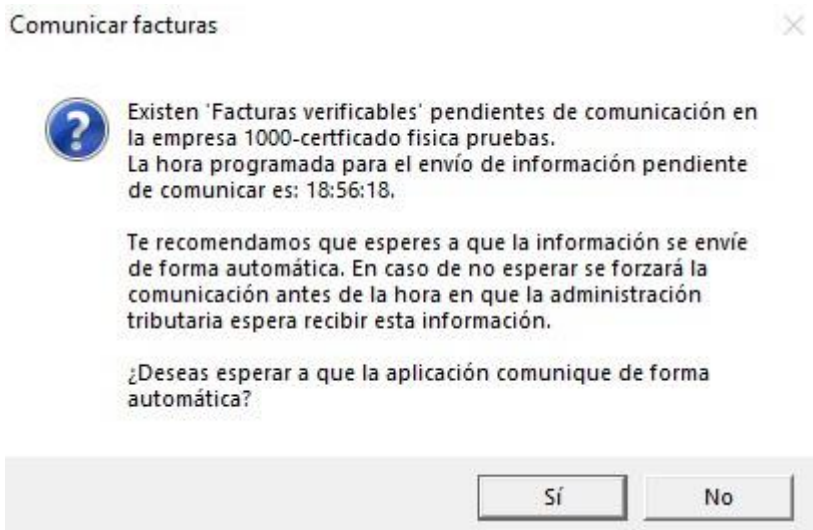 Comunicar facturas
Existen 'Facturas verificables' pendientes de comunicación en
la empresa 1000-certficado fisica pruebas.
La hora programada para el envío de información pendiente
de comunicar es: 18:56:18.
Te recomendamos que esperes a que la información se envíe
de forma automática. En caso de no esperar se forzará la
comunicación antes de la hora en que la administración
tributaria espera recibir esta información.
¿Deseas esperar a que la aplicación comunique de forma
automática?
Sí
No